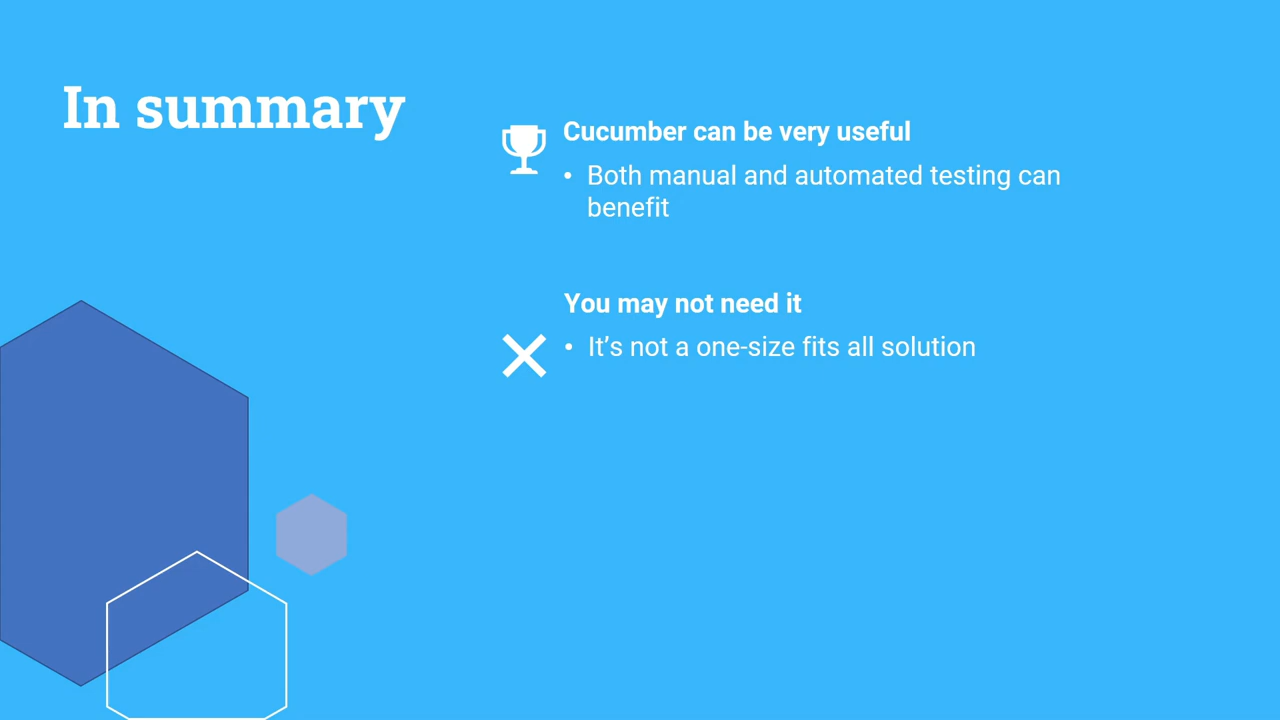 In summary
Cucumber can be very useful
• Both manual and automated testing can
benefit
You may not need it
• It’s not a one-size fits all solution